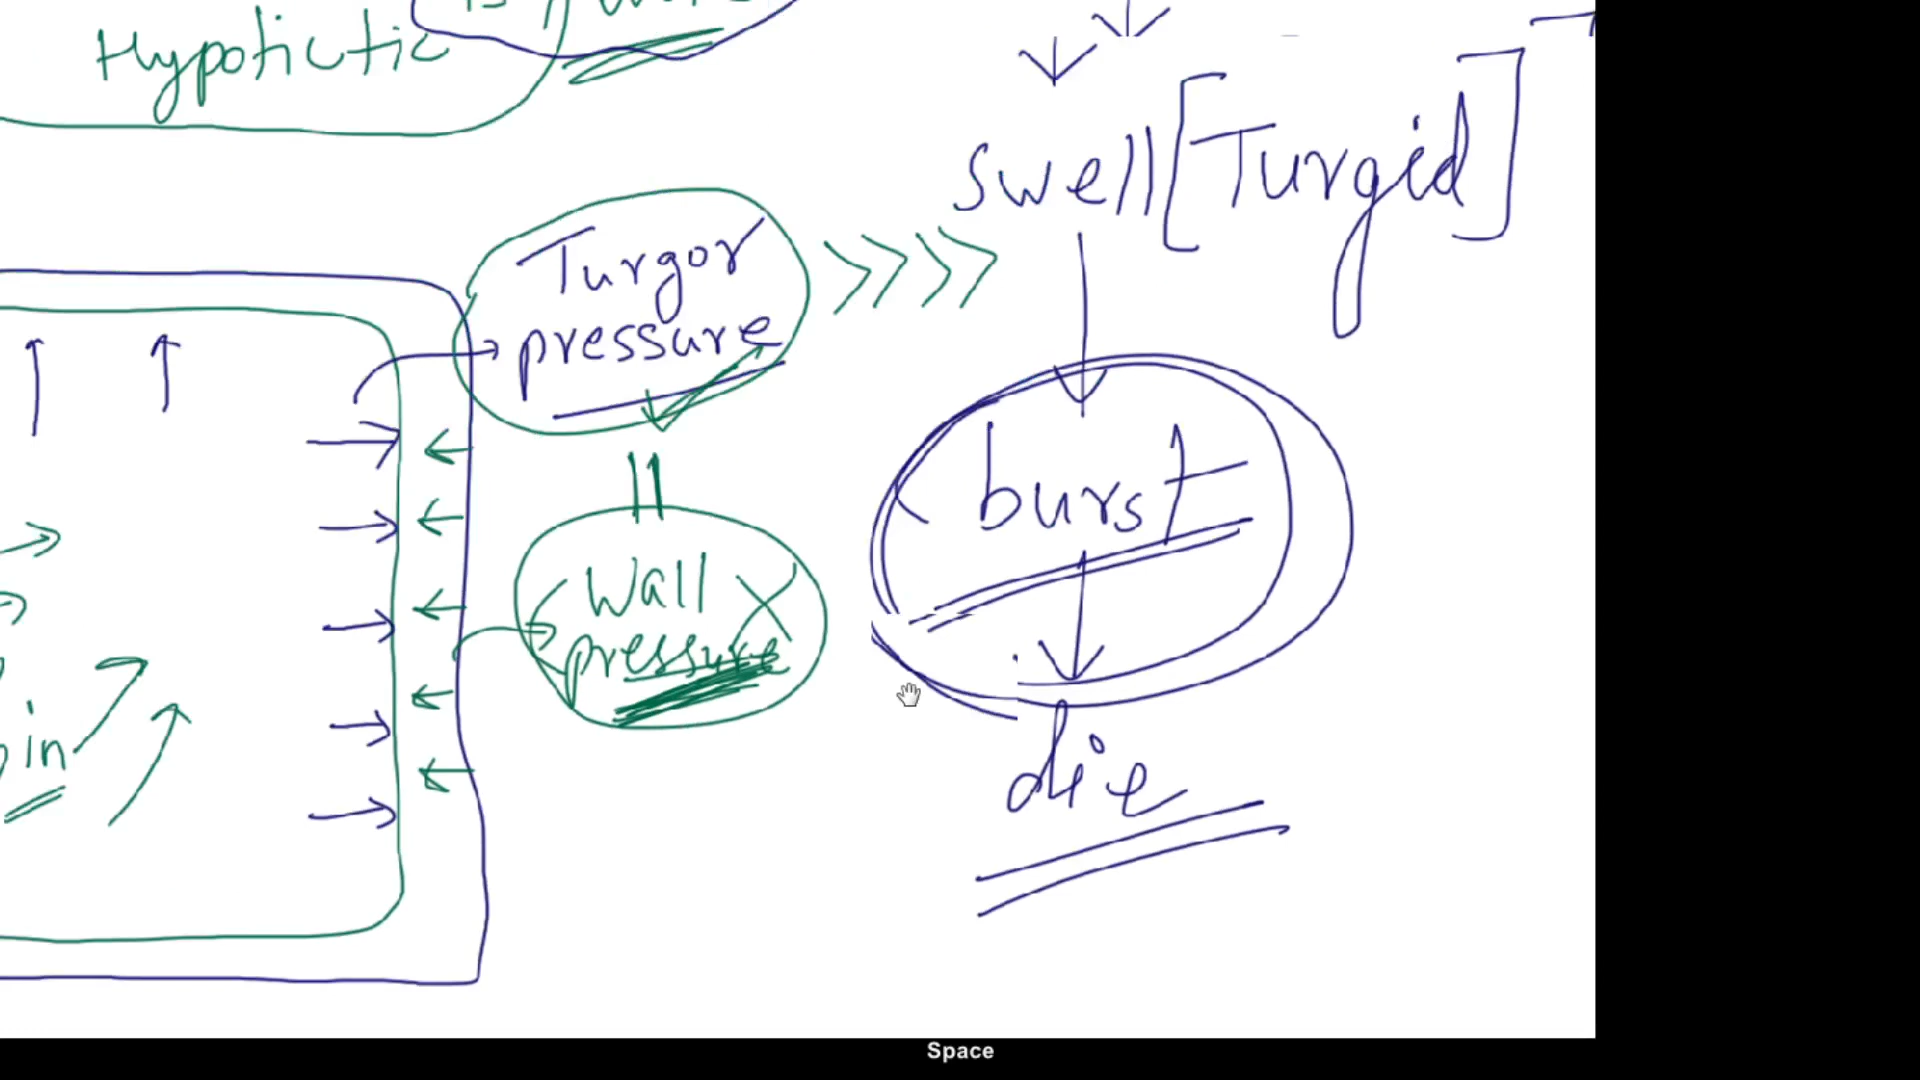 Hypotictic
swell [Turgid]
Turgor
pressure
burst
Wall
pressure
in
die
Space